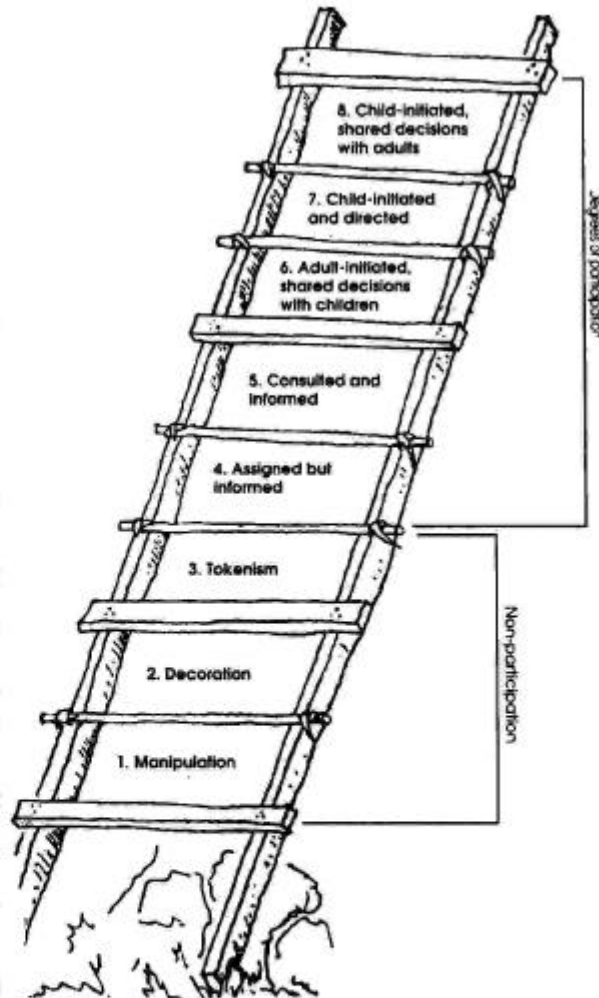 8. Child-initiated,
shared decisions
with adults
7. Child-initiated
and directed
6. Adult-initiated,
shared decisions
with children
5. Consulted and
informed
4. Assigned but
informed
3. Tokenism
2. Decoration
1. Manipulation
Degrees of participation
Non-participation